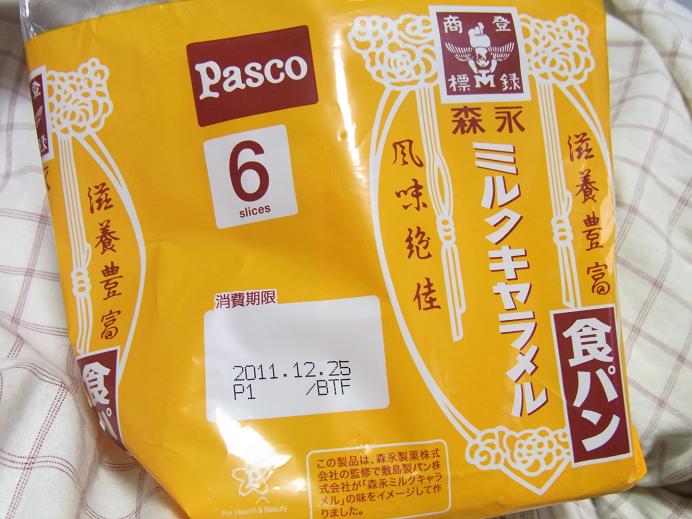 Pasco
6
slices
消費期限
2011.12.25
P1 /BTF
For Health & Beauty
この製品は、森永製菓株式
会社の監修で敷島製パン株
式会社が「森永ミルクキャラ
メル」の味をイメージして作
りました。
商登
標録
森永
ミルクキャラメル
風味絶佳
滋養豊富
食パン
登
録
永
滋養豊富
食パン